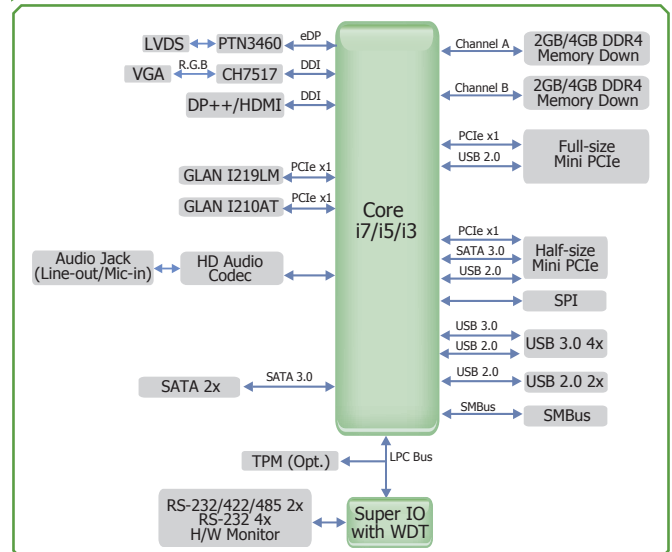 LVDS
PTN3460
eDP
VGA
R.G.B
CH7517
DDI
DP++/HDMI
DDI
GLAN I219LM
PCIe x1
GLAN I210AT
PCIe x1
Audio Jack
(Line-out/Mic-in)
HD Audio
Codec
SATA 2x
SATA 3.0
Core
i7/i5/i3
Channel A
2GB/4GB DDR4
Memory Down
Channel B
2GB/4GB DDR4
Memory Down
PCIe x1
USB 2.0
Full-size
Mini PCIe
PCIe x1
SATA 3.0
USB 2.0
Half-size
Mini PCIe
SPI
USB 3.0
USB 2.0
USB 3.0 4x
USB 2.0
USB 2.0 2x
SMBus
SMBus
TPM (Opt.)
LPC Bus
RS-232/422/485 2x
RS-232 4x
H/W Monitor
Super IO
with WDT